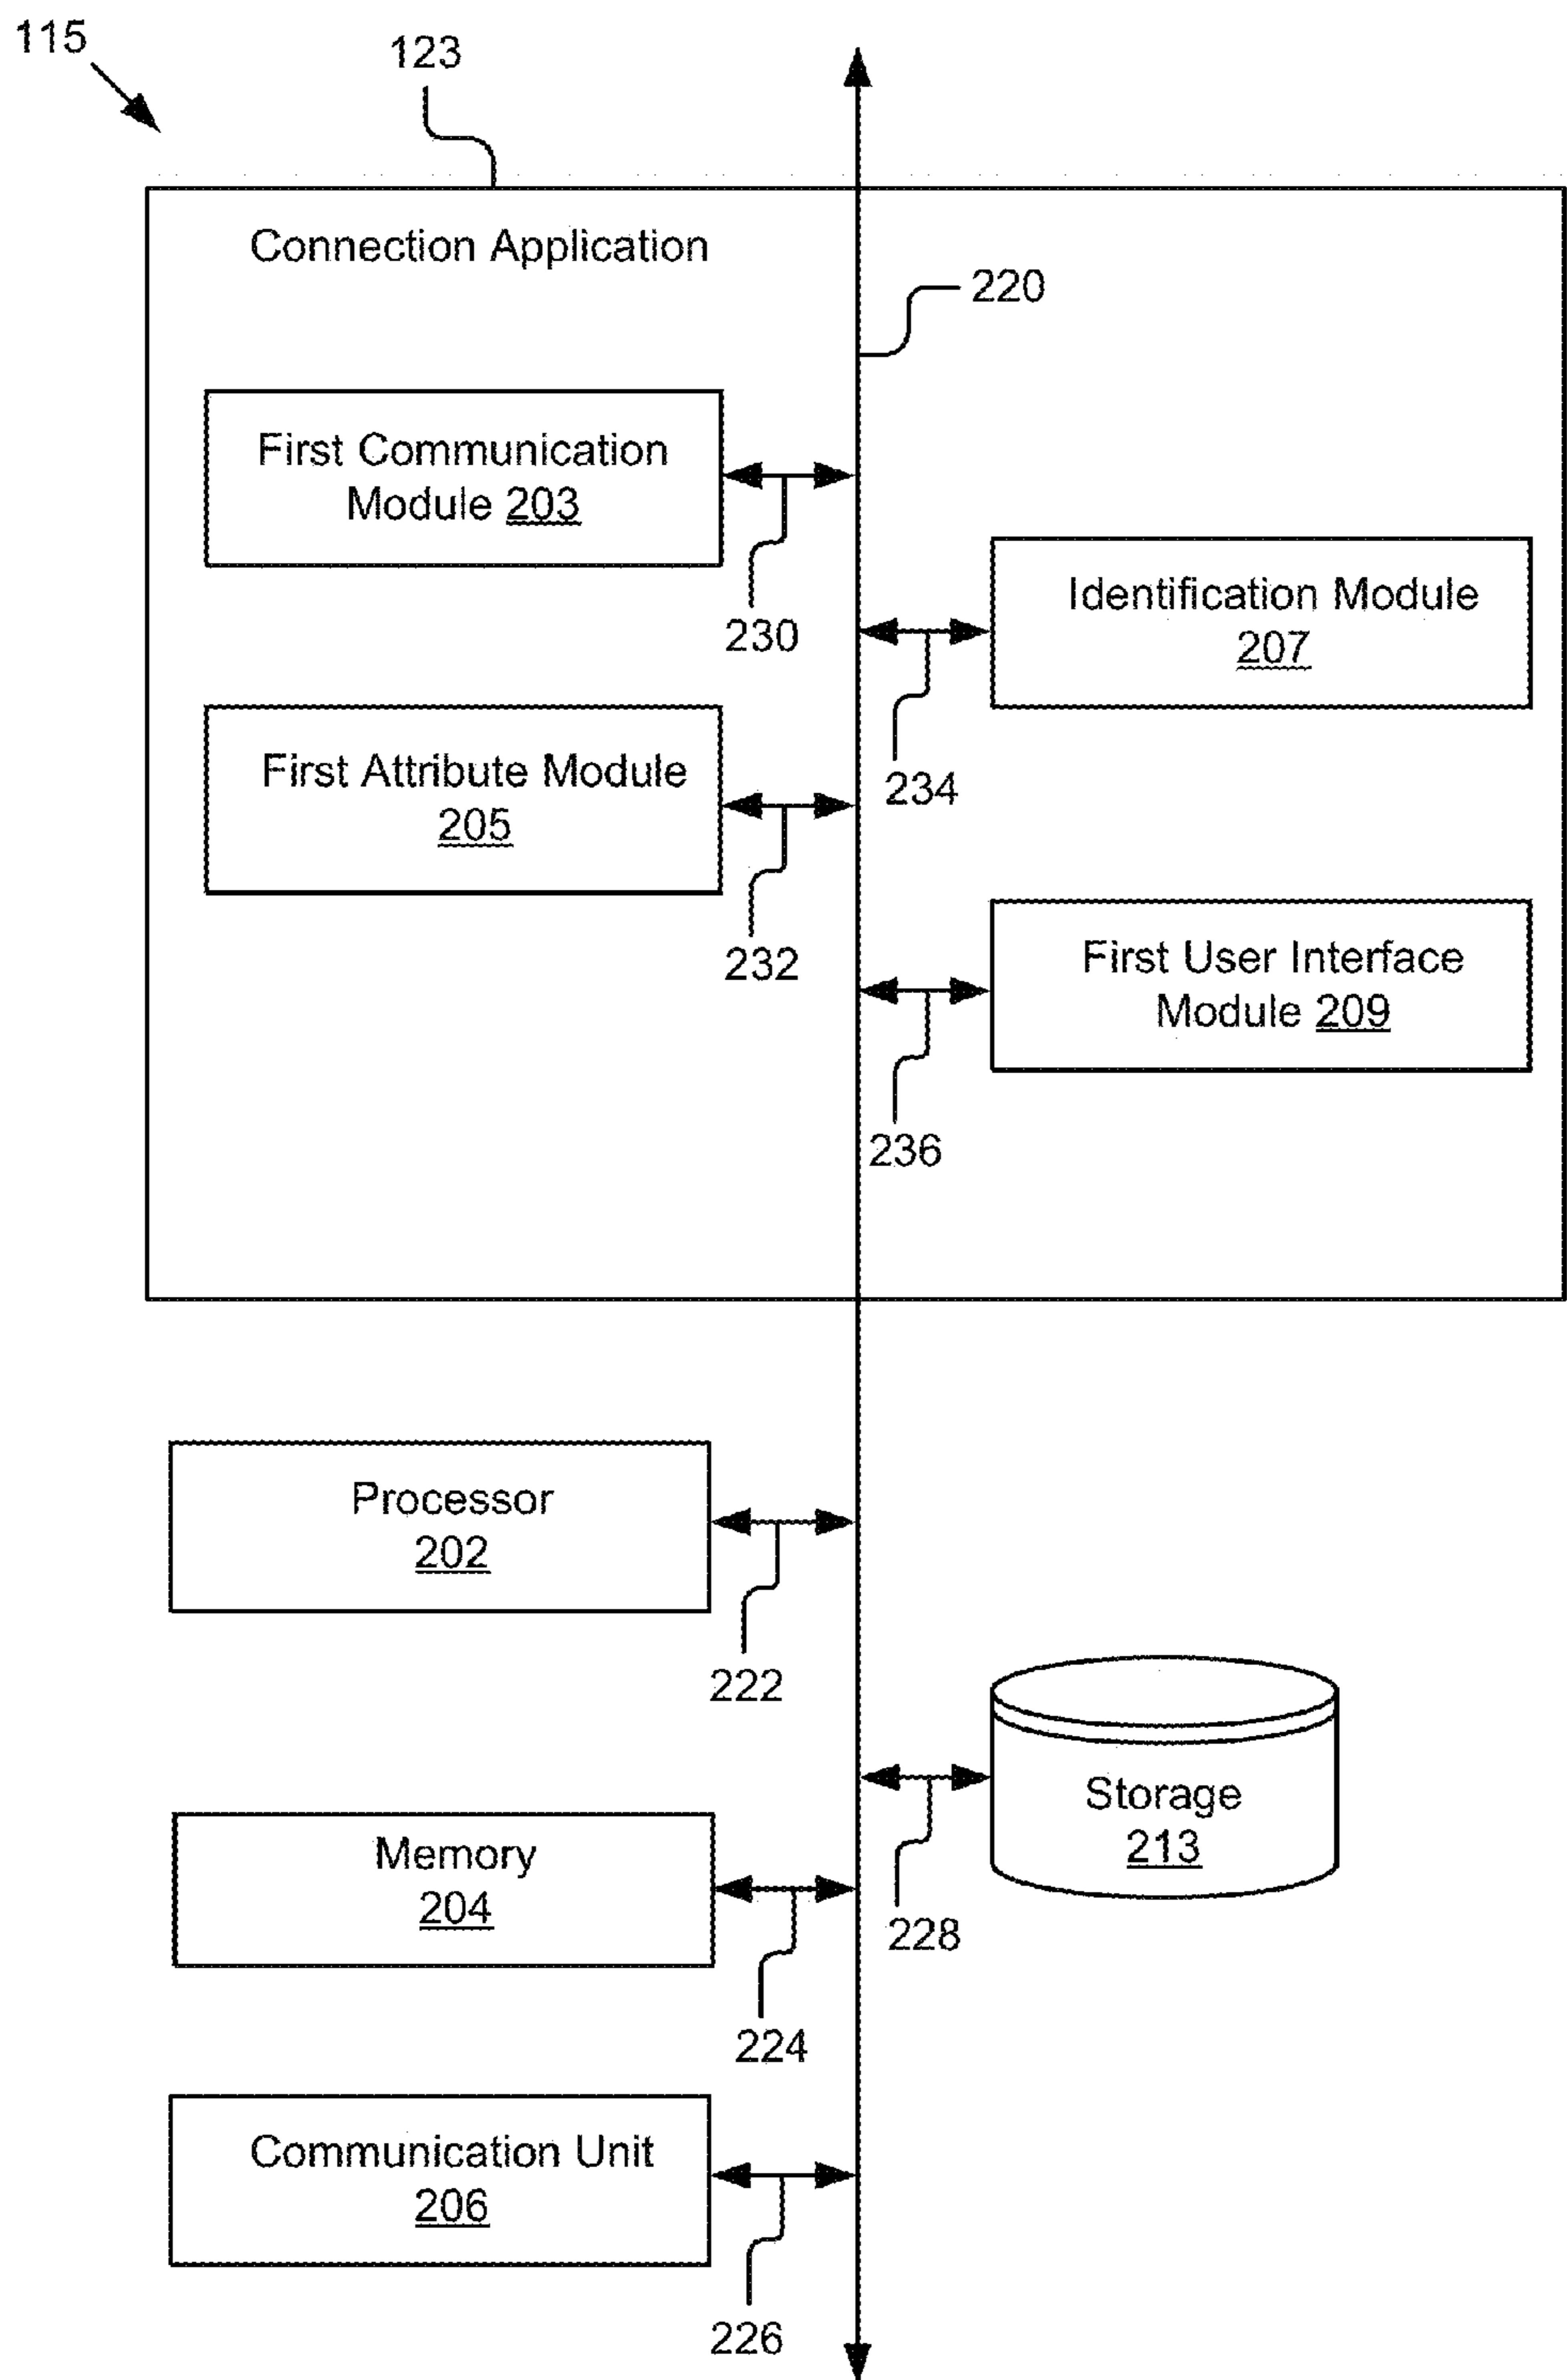 115
123
Connection Application
220
First Communication
Module 203
230
Identification Module
207
234
First Attribute Module
205
232
First User Interface
Module 209
236
Processor
202
222
Storage
213
228
Memory
204
224
Communication Unit
206
226